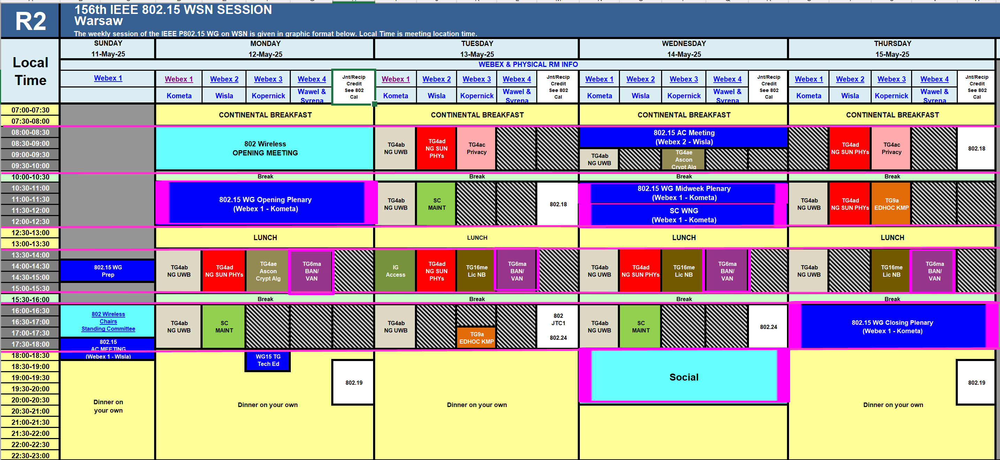 R2
156th IEEE 802.15 WSN SESSION
Warsaw
The weekly session of the IEEE P802.15 WG on WSN is given in graphic format below. Local Time is meeting location time.
Local
Time
SUNDAY
11-May-25
MONDAY
12-May-25
TUESDAY
13-May-25
WEDNESDAY
14-May-25
THURSDAY
15-May-25
WEBEX & PHYSICAL RM INFO
Webex 1
Webex 1
Webex 2
Webex 3
Webex 4
Jnt/Recip
Credit
See 802
Cal
Webex 1
Webex 2
Webex 3
Webex 4
Jnt/Recip
Credit
See 802
Cal
Webex 1
Webex 2
Webex 3
Webex 4
Jnt/Recip
Credit
See 802
Cal
Webex 1
Webex 2
Webex 3
Webex 4
Jnt/Recip
Credit
See 802
Cal
Kometa
Wisla
Kopernick
Wawel &
Syrena
Kometa
Wisla
Kopernick
Wawel &
Syrena
Kometa
Wisla
Kopernick
Wawel &
Syrena
Kometa
Wisla
Kopernick
Wawel &
Syrena
07:00-07:30
07:30-08:00
CONTINENTAL BREAKFAST
CONTINENTAL BREAKFAST
CONTINENTAL BREAKFAST
CONTINENTAL BREAKFAST
08:00-08:30
08:30-09:00
09:00-09:30
09:30-10:00
802 Wireless
OPENING MEETING
TG4ab
NG UWB
TG4ad
NG SUN
PHYs
TG4ac
Privacy
802.15 AC Meeting
(Webex 2 - Wisla)
TG4ab
NG UWB
TG4ae
Ascon
Crypt Alg
TG4ad
NG SUN PHYs
TG4ac
Privacy
802.18
10:00-10:30
Break
Break
Break
Break
10:30-11:00
11:00-11:30
11:30-12:00
12:00-12:30
802.15 WG Opening Plenary
(Webex 1 - Kometa)
TG4ab
NG UWB
SC
MAINT
802.18
802.15 WG Midweek Plenary
(Webex 1 - Kometa)
SC WNG
(Webex 1 - Kometa)
TG4ab
NG UWB
TG4ad
NG SUN PHYs
TG9a
EDHOC KMP
12:30-13:00
13:00-13:30
LUNCH
LUNCH
LUNCH
LUNCH
13:30-14:00
14:00-14:30
14:30-15:00
15:00-15:30
802.15 WG
Prep
TG4ab
NG UWB
TG4ad
NG SUN PHYs
TG4ae
Ascon
Crypt Alg
TG6ma
BAN/
VAN
IG
Access
TG4ad
NG SUN
PHYs
TG16me
Lic NB
TG6ma
BAN/
VAN
TG4ab
NG UWB
TG4ad
NG SUN PHYs
TG16me
Lic NB
TG6ma
BAN/
VAN
TG4ab
NG UWB
TG16me
Lic NB
TG6ma
BAN/
VAN
15:30-16:00
Break
Break
Break
Break
16:00-16:30
16:30-17:00
17:00-17:30
17:30-18:00
802 Wireless
Chairs
Standing Committee
802.15
AC MEETING
(Webex 1 - WIsla)
TG4ab
NG UWB
SC
MAINT
TG4ab
NG UWB
TG9a
EDHOC KMP
802
JTC1
802.24
TG4ab
NG UWB
SC
MAINT
802.24
802.15 WG Closing Plenary
(Webex 1 - Kometa)
18:00-18:30
18:30-19:00
19:00-19:30
19:30-20:00
20:00-20:30
20:30-21:00
21:00-21:30
21:30-22:00
22:00-22:30
22:30-23:00
Dinner on
your own
WG15 TG
Tech Ed
802.19
Dinner on your own
Dinner on your own
Social
802.19
Dinner on your own